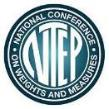 NATIONAL CONFERENCE
NTEP
ON WEIGHTS AND MEASURES